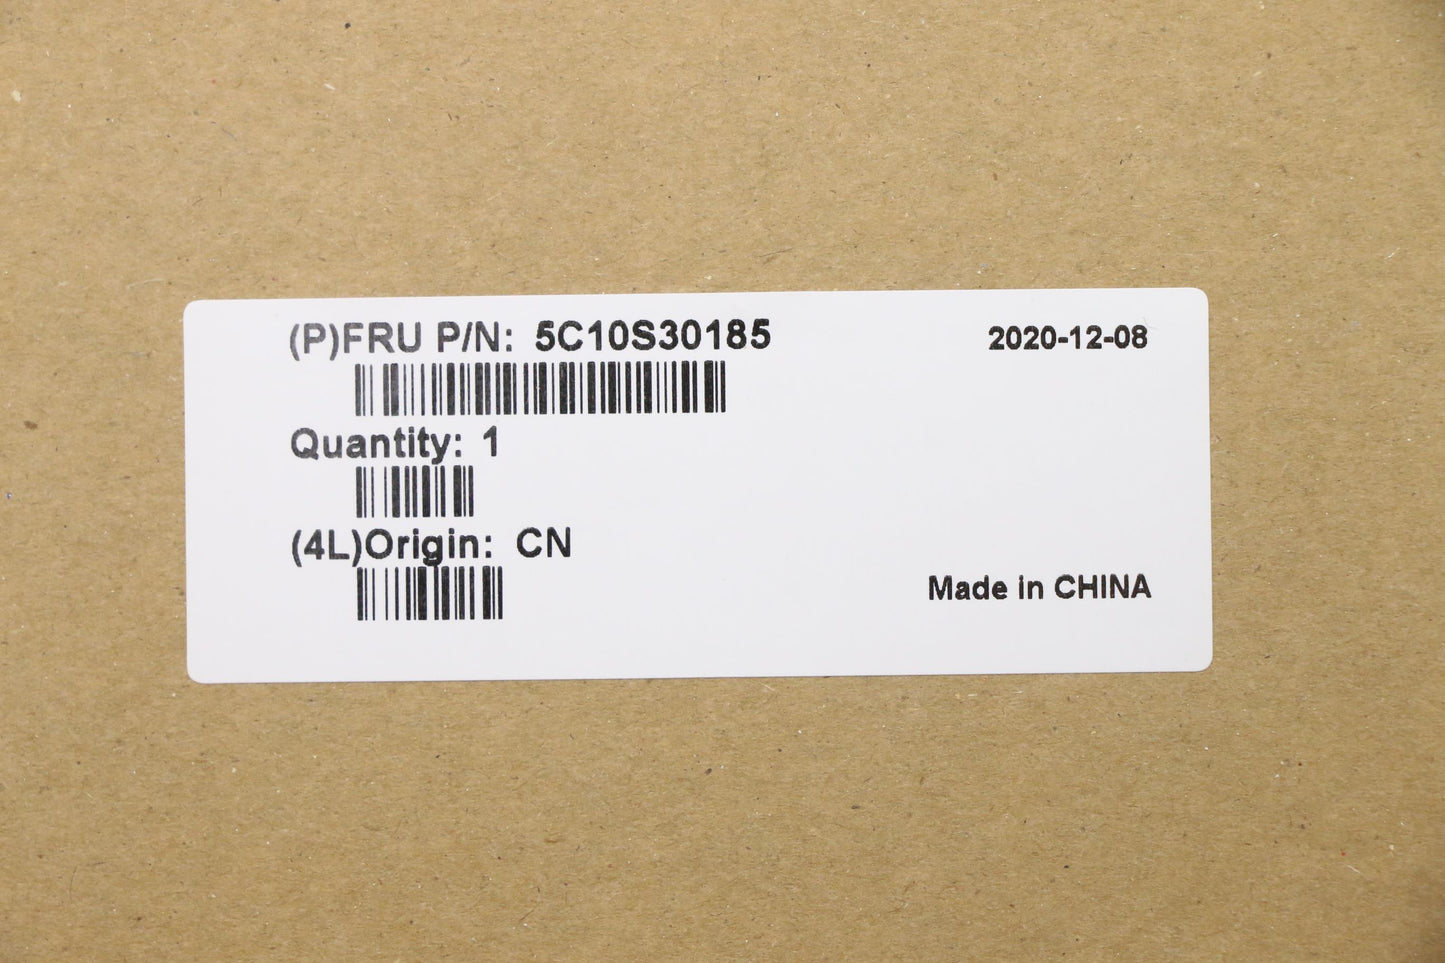 (P)FRU P/N: 5C10S30185
2020-12-08
Quantity: 1
(4L)Origin: CN
Made in CHINA